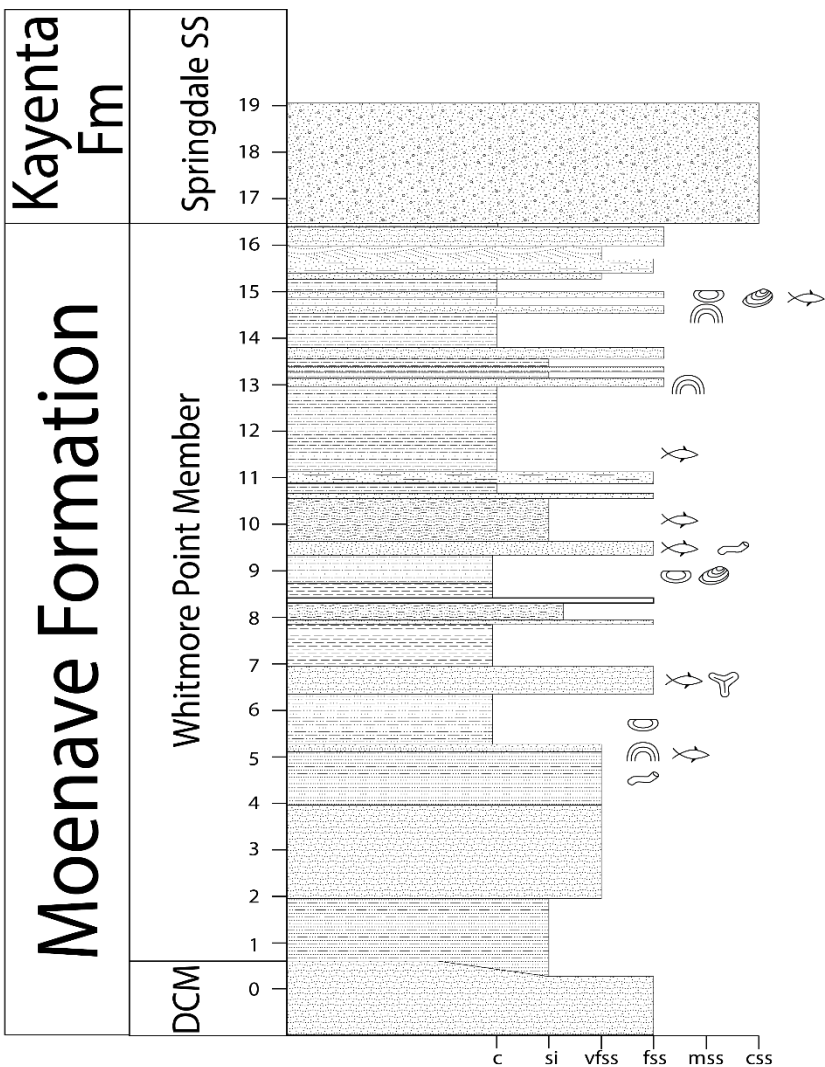 Kayenta
Fm
Springdale SS
Moenave Formation
Whitmore Point Member
DCM
19
18
17
16
15
14
13
12
11
10
9
8
7
6
5
4
3
2
1
0
c si vfss fss mss css